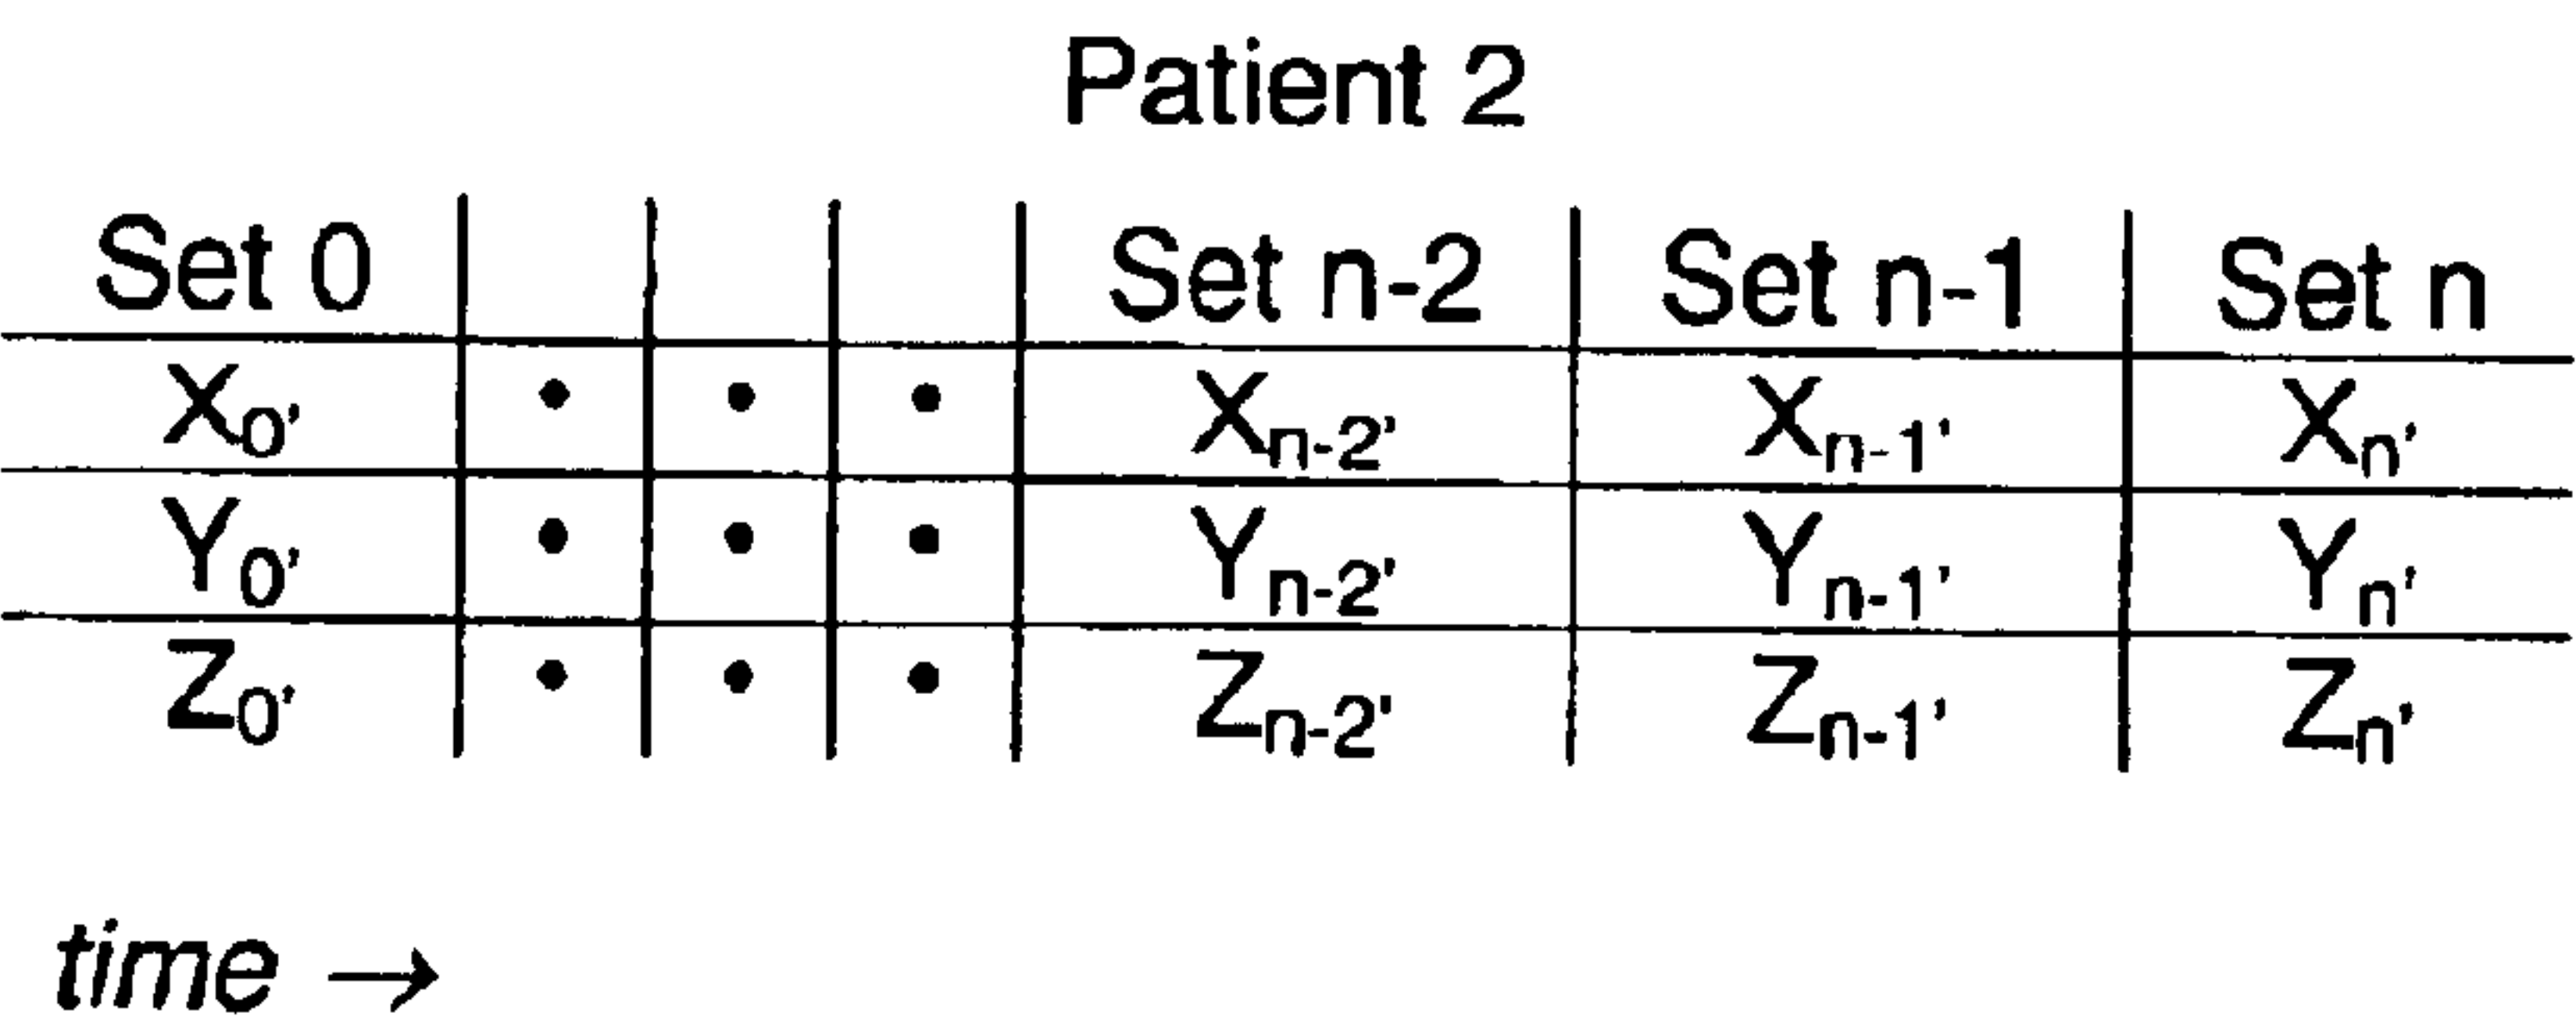 Patient 2
Set 0 Set n-2 Set n-1 Set n
X0' • • • Xn-2' Xn-1' Xn'
Y0' • • • Yn-2' Yn-1' Yn'
Z0' • • • Zn-2' Zn-1' Zn'
time →